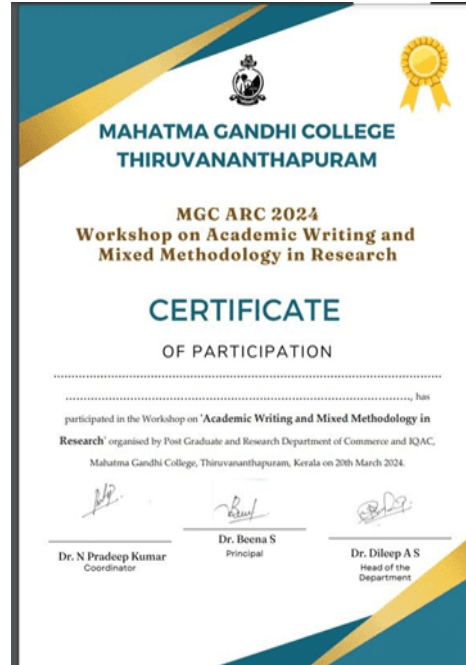 MAHATMA GANDHI COLLEGE
THIRUVANANTHAPURAM
MGC ARC 2024
Workshop on Academic Writing and
Mixed Methodology in Research
CERTIFICATE
OF PARTICIPATION
................................................................................
................................................................................, has
participated in the Workshop on 'Academic Writing and Mixed Methodology in
Research' organised by Post Graduate and Research Department of Commerce and IQAC,
Mahatma Gandhi College, Thiruvananthapuram, Kerala on 20th March 2024.
Dr. N Pradeep Kumar
Coordinator
Dr. Beena S
Principal
Dr. Dileep A S
Head of the
Department